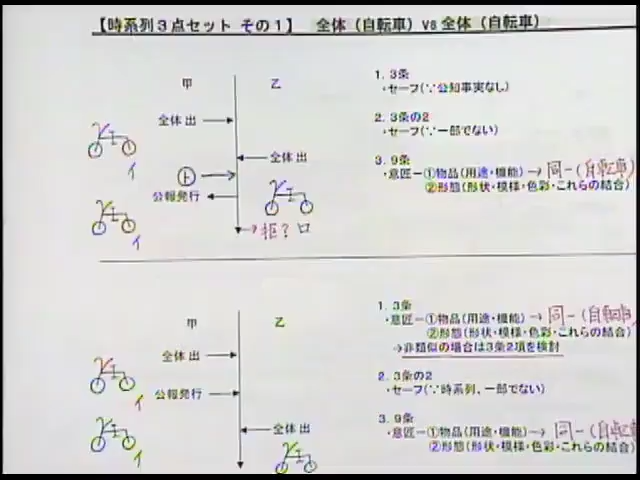 【時系列3点セット その1】 全体（自転車）VS 全体（自転車）
甲 乙
全体出
全体出
上
公報発行
イ
イ
拒?
1. 3条
・セーフ(∵公知事実なし)
2. 3条の2
・セーフ(∵一部でない)
3. 9条
・意匠－①物品(用途・機能) → 同一(自転車)
②形態(形状・模様・色彩・これらの結合)
甲 乙
全体出
公報発行
全体出
イ
イ
1. 3条
・意匠－①物品(用途・機能) → 同一(自転車
②形態(形状・模様・色彩・これらの結合)
→非類似の場合は3条2項を検討
2. 3条の2
・セーフ(∵時系列、一部でない)
3. 9条
・意匠－①物品(用途・機能) → 同一(自転車
②形態(形状・模様・色彩・これらの結合)